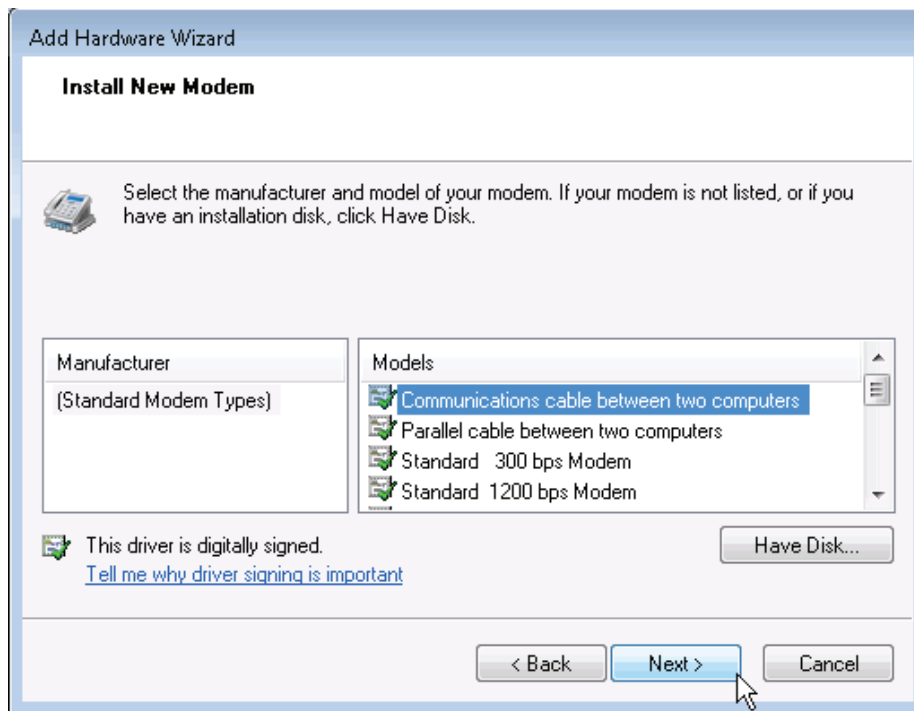 Add Hardware Wizard
Install New Modem
Select the manufacturer and model of your modem. If your modem is not listed, or if you
have an installation disk, click Have Disk.
Manufacturer
(Standard Modem Types)
Models
Communications cable between two computers
Parallel cable between two computers
Standard   300 bps Modem
Standard  1200 bps Modem
This driver is digitally signed.
Tell me why driver signing is important
Have Disk...
< Back
Next >
Cancel